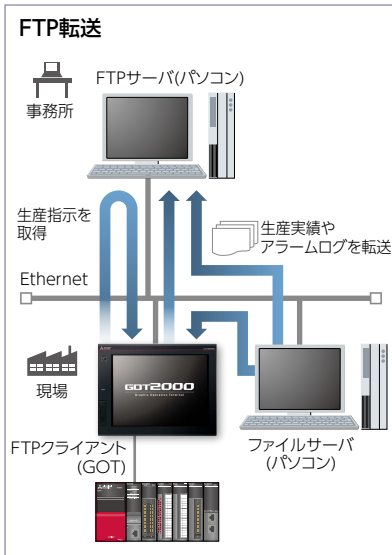 FTP転送
FTPサーバ(パソコン)
事務所
生産指示を
取得
生産実績や
アラームログを転送
Ethernet
GOT2000
Graphic Operation Terminal
現場
FTPクライアント
(GOT)
ファイルサーバ
(パソコン)